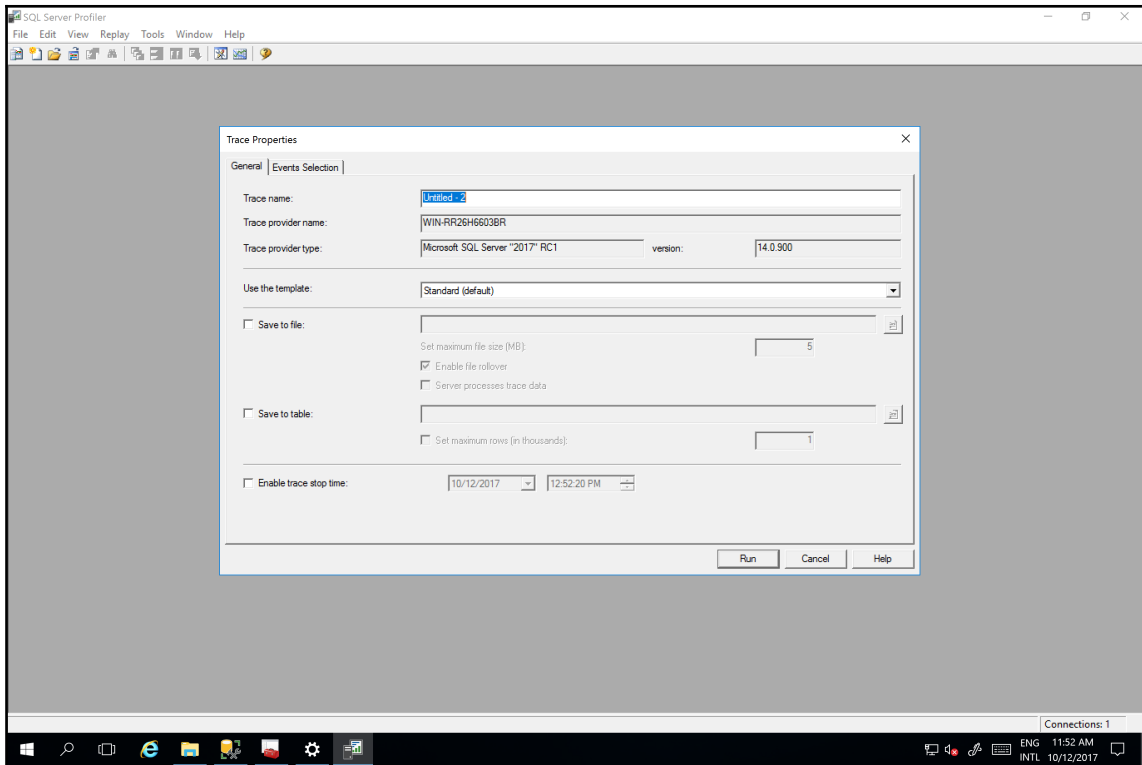 SQL Server Profiler
File Edit View Replay Tools Window Help
Trace Properties
General Events Selection
Trace name: Untitled - 2
Trace provider name: WIN-RR26H6603BR
Trace provider type: Microsoft SQL Server "2017" RC1 version: 14.0.900
Use the template: Standard (default)
Save to file:
Set maximum file size (MB): 5
Enable file rollover
Server processes trace data
Save to table:
Set maximum rows (in thousands): 1
Enable trace stop time: 10/12/2017 12:52:20 PM
Run Cancel Help
Connections: 1
ENG 11:52 AM
INTL 10/12/2017